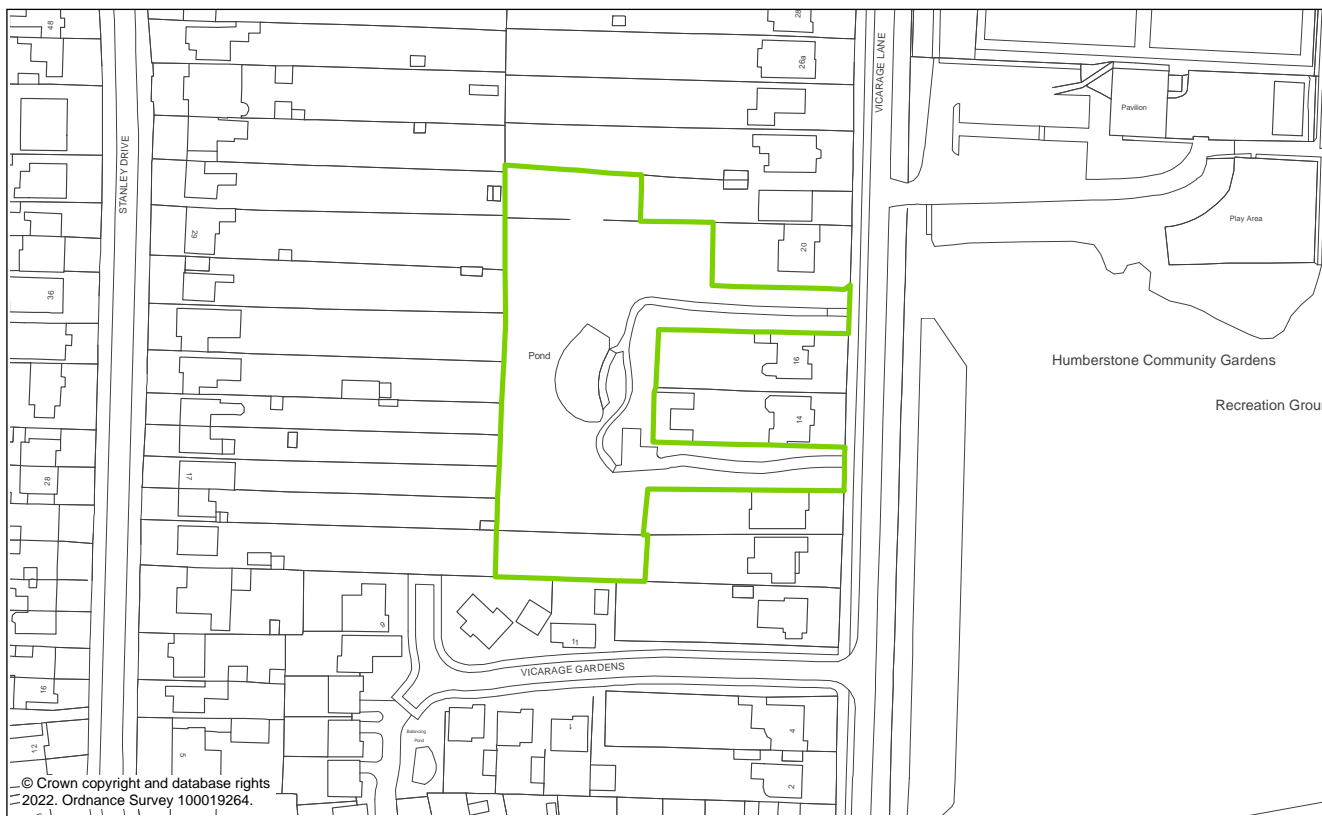 48
28
26a
VICARAGE LANE
Pavilion
STANLEY DRIVE
Play Area
29
20
36
Pond
16
Humberstone Community Gardens
Recreation Grou
14
17
28
9
11
VICARAGE GARDENS
16
1
4
Balancing
Pond
12
5
2
© Crown copyright and database rights
2022. Ordnance Survey 100019264.